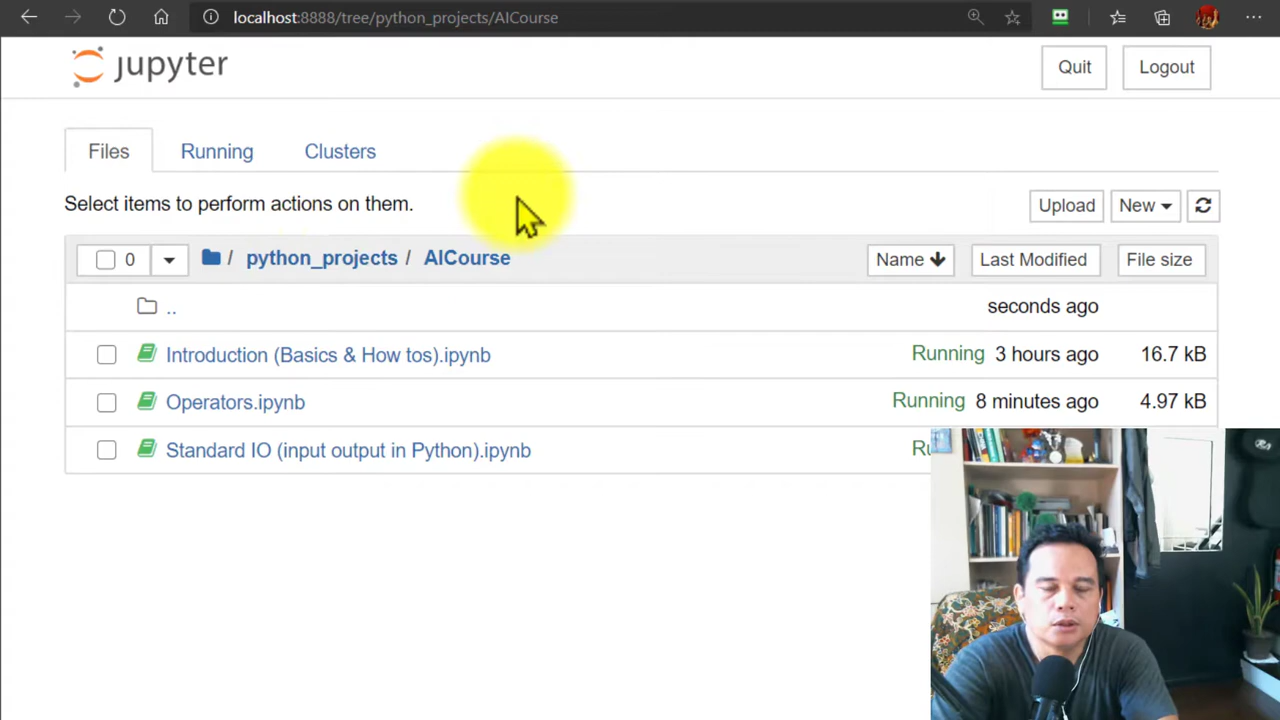 localhost:8888/tree/python_projects/AICourse
jupyter
Quit
Logout
Files
Running
Clusters
Select items to perform actions on them.
Upload
New
0
/ python_projects / AICourse
Name
Last Modified
File size
..
seconds ago
Introduction (Basics & How tos).ipynb
Running
3 hours ago
16.7 kB
Operators.ipynb
Running
8 minutes ago
4.97 kB
Standard IO (input output in Python).ipynb
Ru